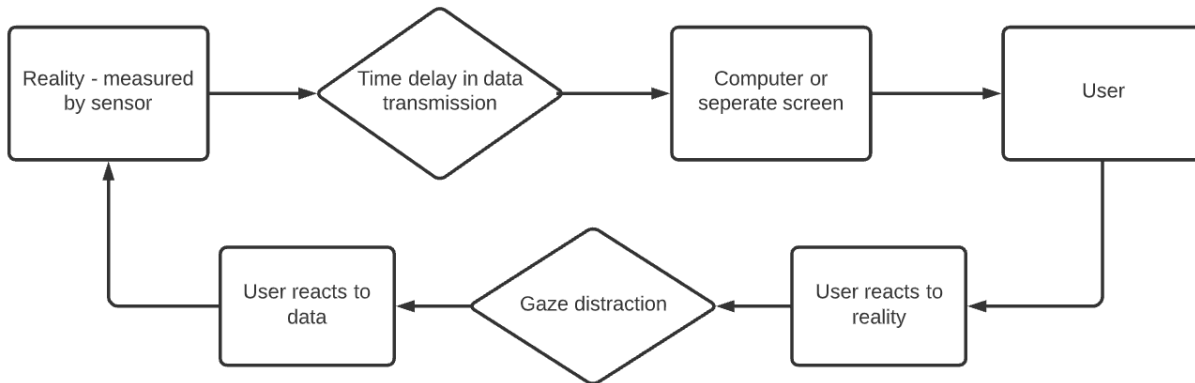 Reality - measured
by sensor
Time delay in data
transmission
Computer or
seperate screen
User
User reacts to
reality
Gaze distraction
User reacts to
data